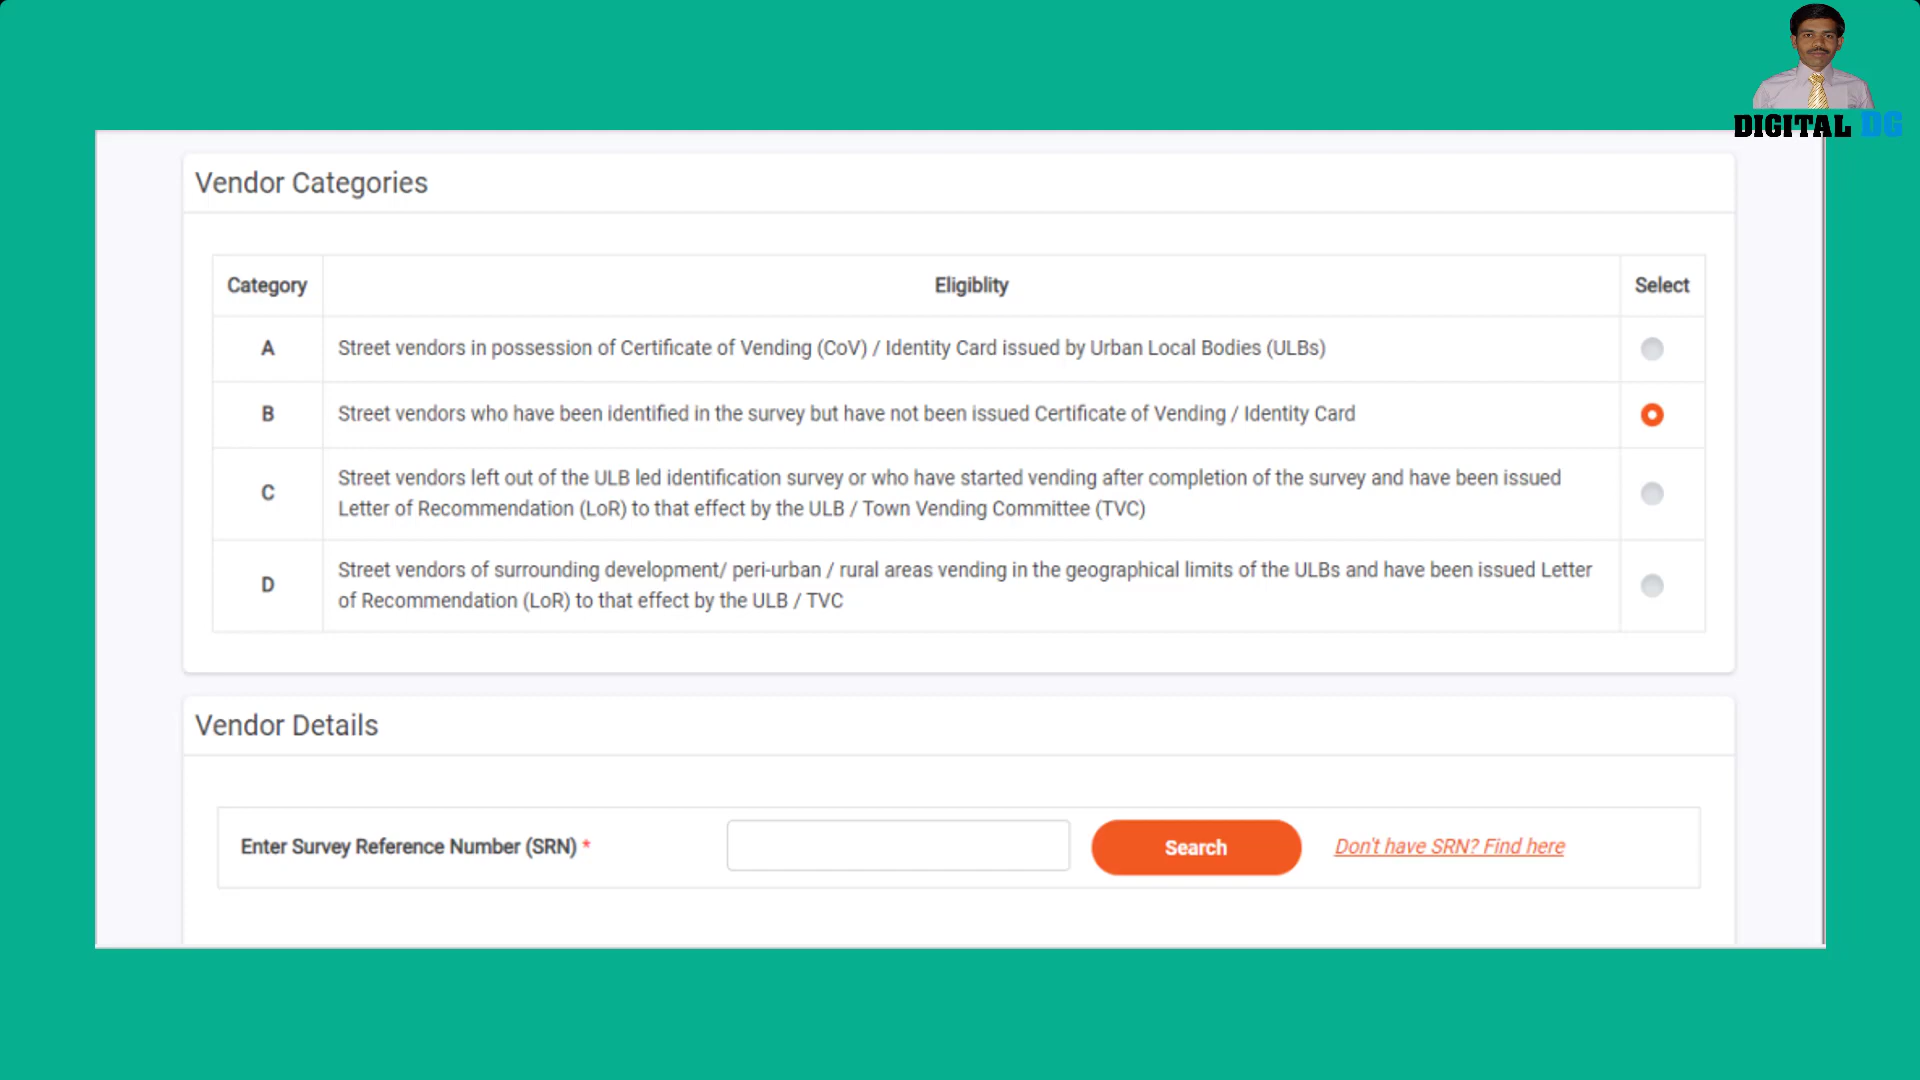 DIGITAL DG
Vendor Categories
Category Eligiblity Select
A Street vendors in possession of Certificate of Vending (CoV) / Identity Card issued by Urban Local Bodies (ULBs)
B Street vendors who have been identified in the survey but have not been issued Certificate of Vending / Identity Card
C Street vendors left out of the ULB led identification survey or who have started vending after completion of the survey and have been issued
Letter of Recommendation (LoR) to that effect by the ULB / Town Vending Committee (TVC)
D Street vendors of surrounding development/ peri-urban / rural areas vending in the geographical limits of the ULBs and have been issued Letter
of Recommendation (LoR) to that effect by the ULB / TVC
Vendor Details
Enter Survey Reference Number (SRN) * Search Don't have SRN? Find here